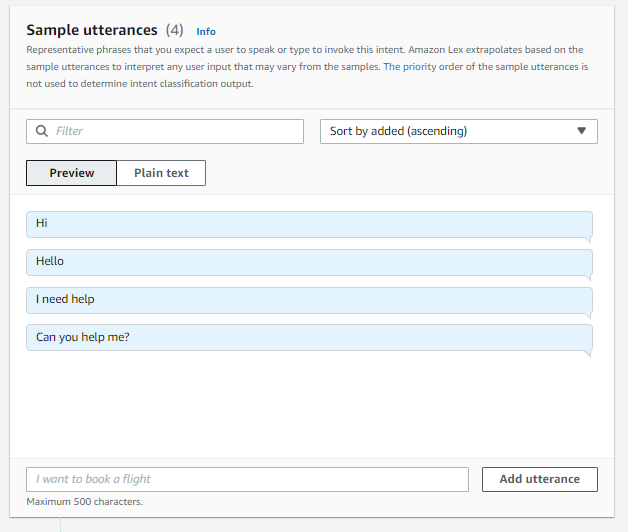 Sample utterances (4) Info
Representative phrases that you expect a user to speak or type to invoke this intent. Amazon Lex extrapolates based on the
sample utterances to interpret any user input that may vary from the samples. The priority order of the sample utterances is
not used to determine intent classification output.
Filter
Sort by added (ascending)
Preview
Plain text
Hi
Hello
I need help
Can you help me?
I want to book a flight
Add utterance
Maximum 500 characters.